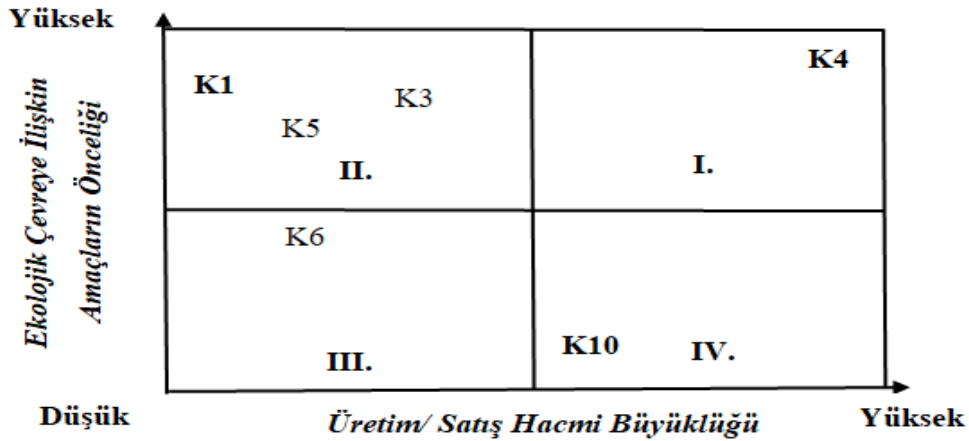 Yüksek
Ekolojik Çevreye İlişkin
Amaçların Önceliği
K1
K3
K4
K5
II.
I.
K6
K10
IV.
III.
Düşük
Üretim/ Satış Hacmi Büyüklüğü
Yüksek